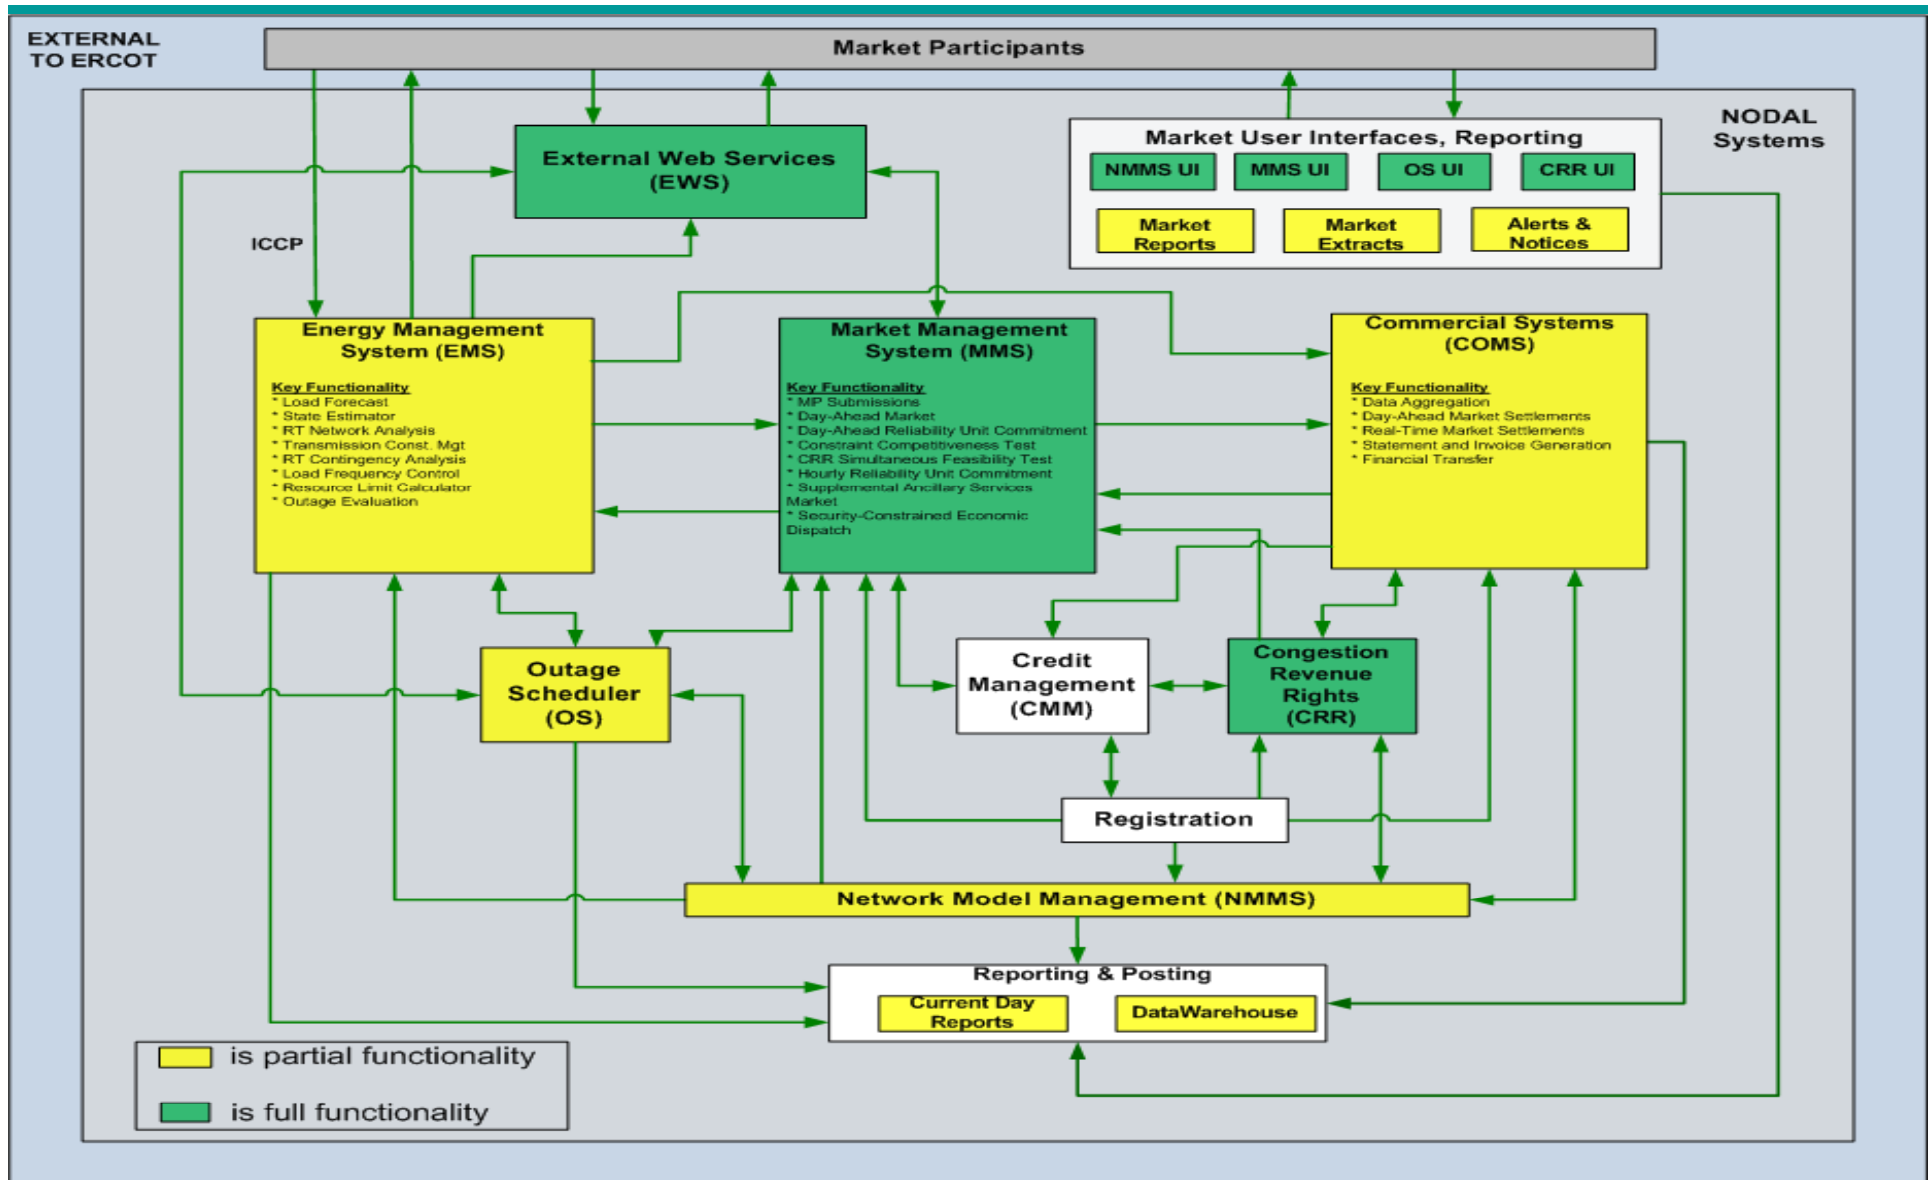 EXTERNAL
TO ERCOT
Market Participants
NODAL
Systems
External Web Services
(EWS)
Market User Interfaces, Reporting
NMMS UI
MMS UI
OS UI
CRR UI
Market
Reports
Market
Extracts
Alerts &
Notices
ICCP
Energy Management
System (EMS)
Key Functionality
* Load Forecast
* State Estimator
* RT Network Analysis
* Transmission Const. Mgt
* RT Contingency Analysis
* Load Frequency Control
* Resource Limit Calculator
* Outage Evaluation
Market Management
System (MMS)
Key Functionality
* MP Submissions
* Day-Ahead Market
* Day-Ahead Reliability Unit Commitment
* Constraint Competitiveness Test
* CRR Simultaneous Feasibility Test
* Hourly Reliability Unit Commitment
* Supplemental Ancillary Services
Market
* Security-Constrained Economic
Dispatch
Commercial Systems
(COMS)
Key Functionality
* Data Aggregation
* Day-Ahead Market Settlements
* Real-Time Market Settlements
* Statement and Invoice Generation
* Financial Transfer
Outage
Scheduler
(OS)
Credit
Management
(CMM)
Congestion
Revenue
Rights
(CRR)
Registration
Network Model Management (NMMS)
Reporting & Posting
Current Day
Reports
DataWarehouse
is partial functionality
is full functionality